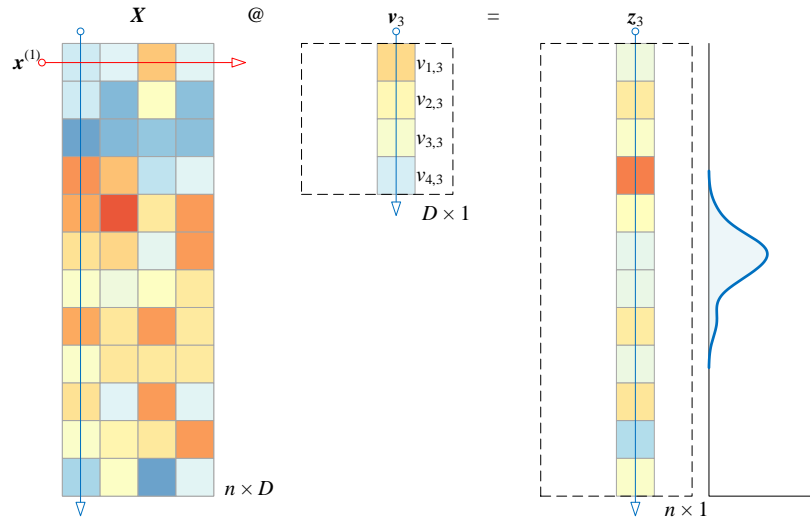 X @ v₃ = z₃
x⁽¹⁾
v₁,₃
v₂,₃
v₃,₃
v₄,₃
D × 1
n × D
n × 1